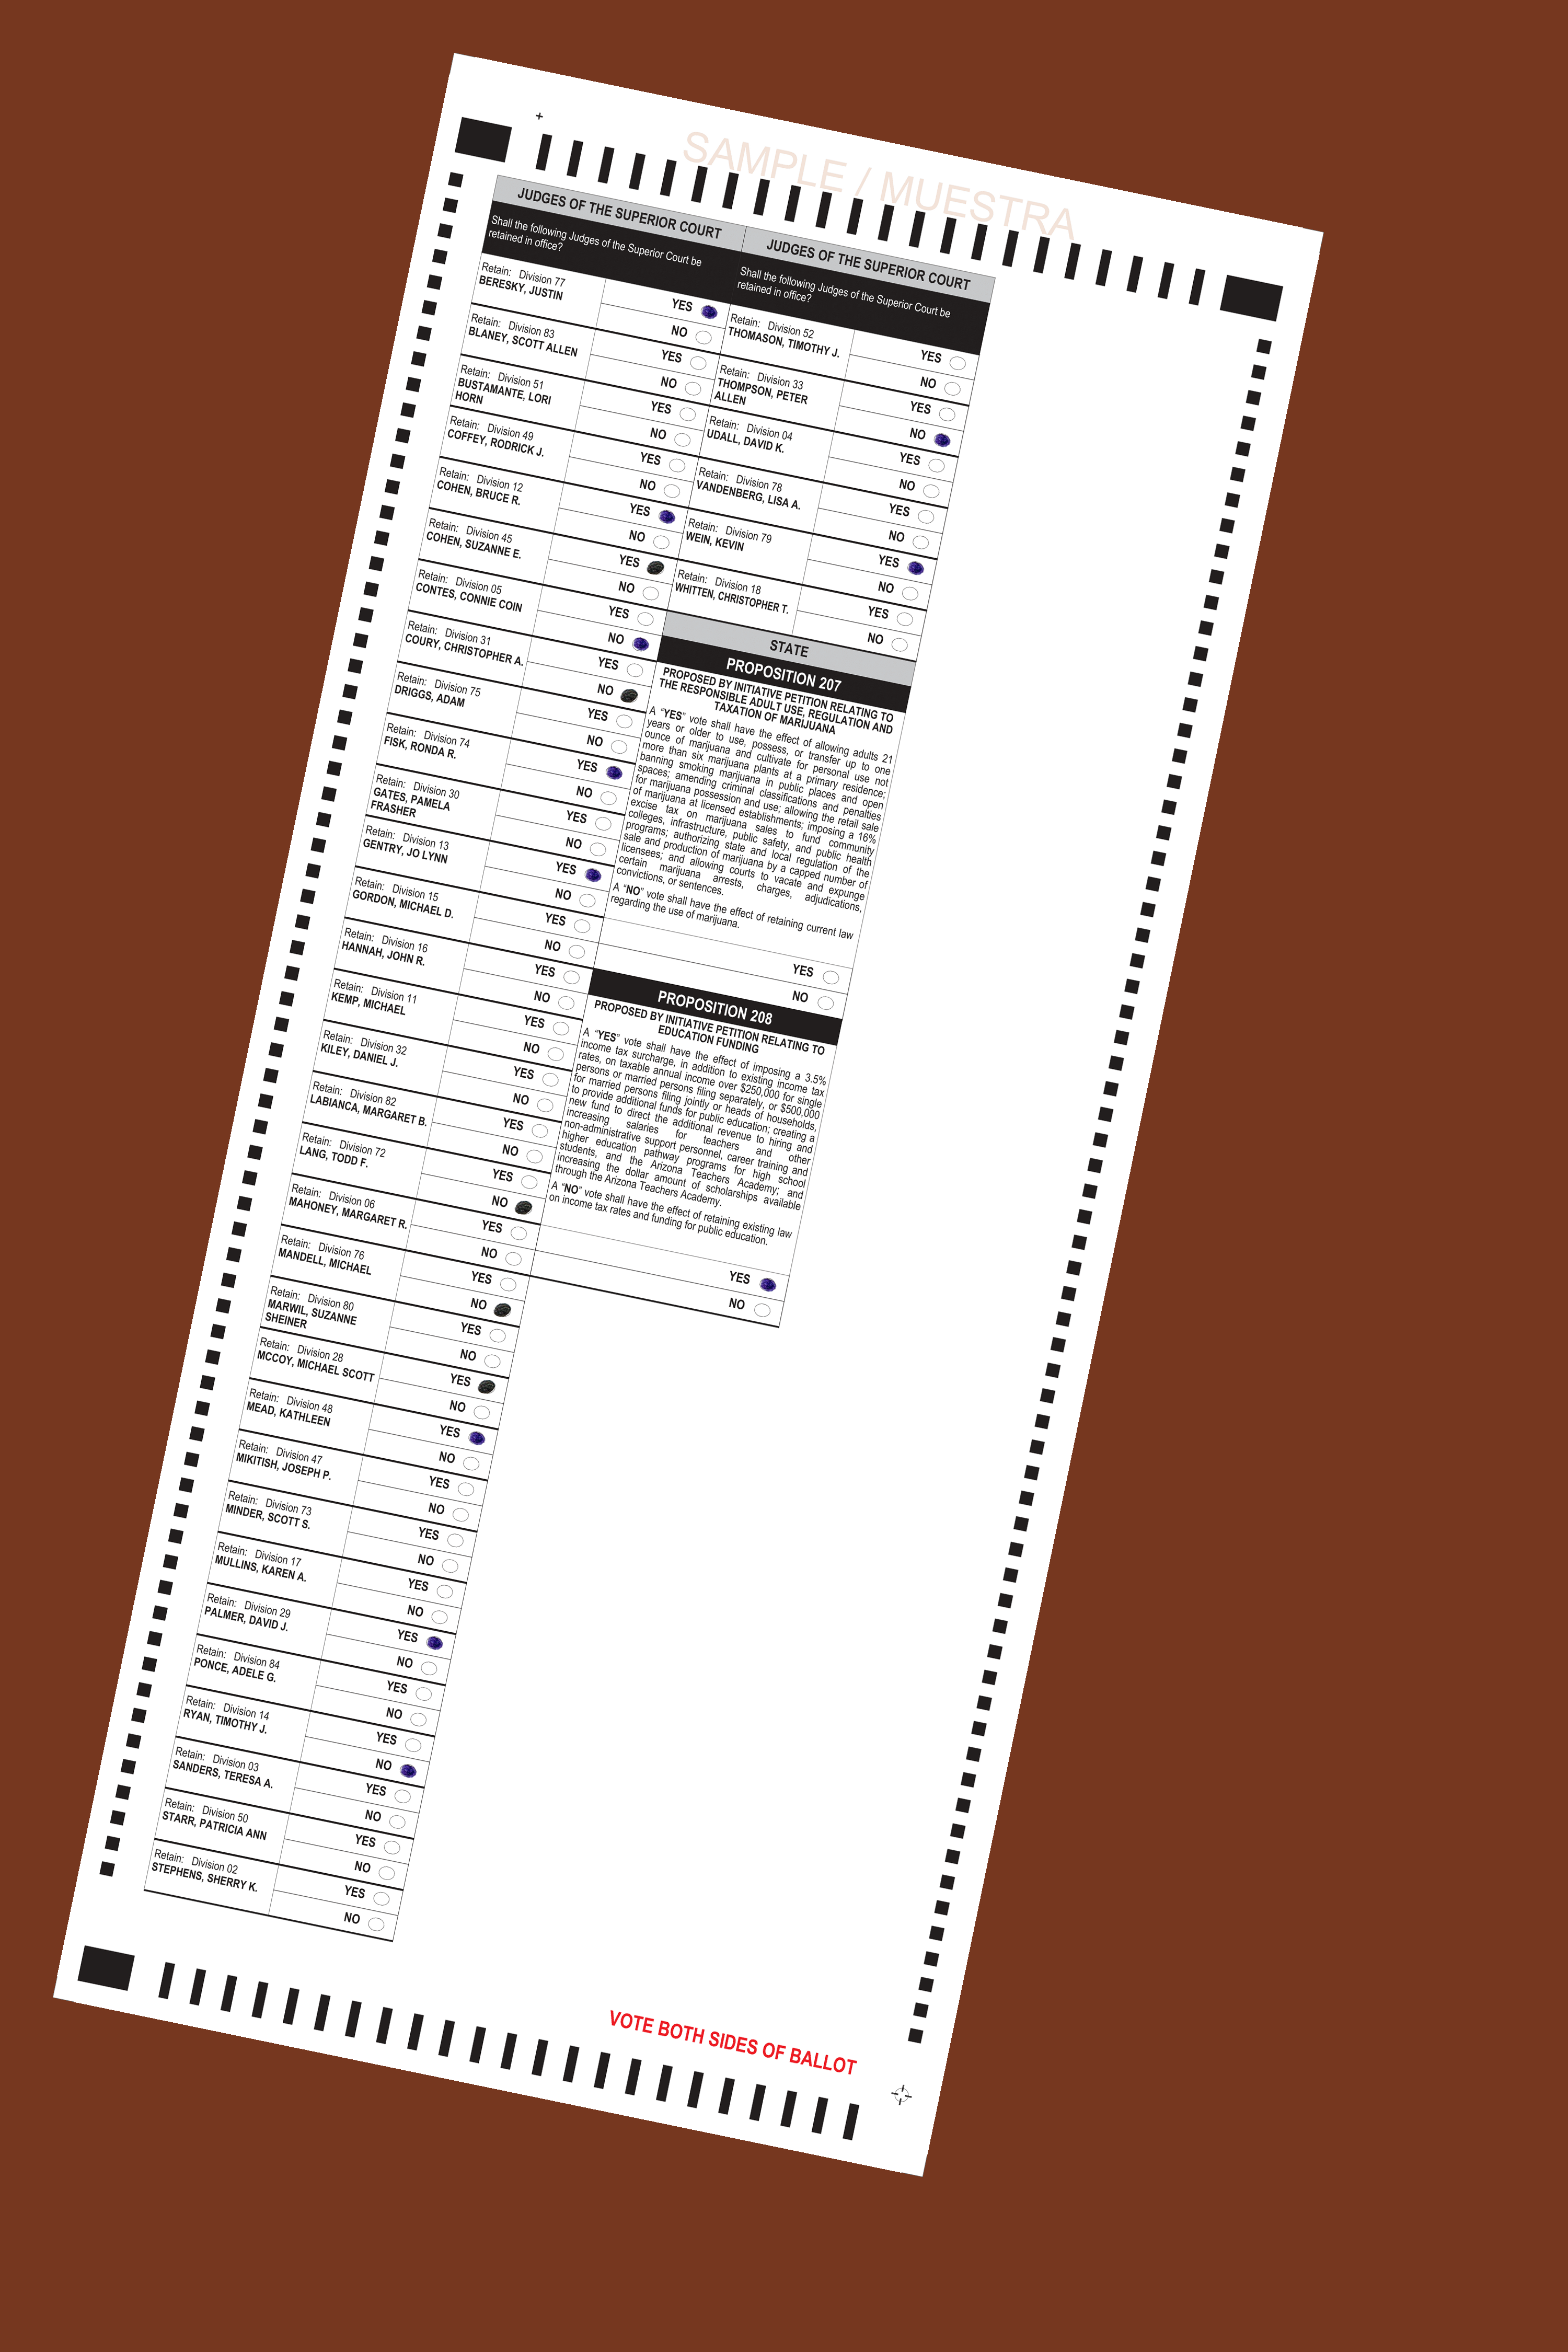 SAMPLE / MUESTRA
JUDGES OF THE SUPERIOR COURT
Shall the following Judges of the Superior Court be
retained in office?
Retain: Division 77
BERESKY, JUSTIN
YES
NO
Retain: Division 83
BLANEY, SCOTT ALLEN
YES
NO
Retain: Division 51
BUSTAMANTE, LORI
HORN
YES
NO
Retain: Division 49
COFFEY, RODRICK J.
YES
NO
Retain: Division 12
COHEN, BRUCE R.
YES
NO
Retain: Division 45
COHEN, SUZANNE E.
YES
NO
Retain: Division 05
CONTES, CONNIE COIN
YES
NO
Retain: Division 31
COURY, CHRISTOPHER A.
YES
NO
Retain: Division 75
DRIGGS, ADAM
YES
NO
Retain: Division 74
FISK, RONDA R.
YES
NO
Retain: Division 30
GATES, PAMELA
FRASHER
YES
NO
Retain: Division 13
GENTRY, JO LYNN
YES
NO
Retain: Division 15
GORDON, MICHAEL D.
YES
NO
Retain: Division 16
HANNAH, JOHN R.
YES
NO
Retain: Division 11
KEMP, MICHAEL
YES
NO
Retain: Division 32
KILEY, DANIEL J.
YES
NO
Retain: Division 82
LABIANCA, MARGARET B.
YES
NO
Retain: Division 72
LANG, TODD F.
YES
NO
Retain: Division 06
MAHONEY, MARGARET R.
YES
NO
Retain: Division 76
MANDELL, MICHAEL
YES
NO
Retain: Division 80
MARWIL, SUZANNE
SHEINER
YES
NO
Retain: Division 28
MCCOY, MICHAEL SCOTT
YES
NO
Retain: Division 48
MEAD, KATHLEEN
YES
NO
Retain: Division 47
MIKITISH, JOSEPH P.
YES
NO
Retain: Division 73
MINDER, SCOTT S.
YES
NO
Retain: Division 17
MULLINS, KAREN A.
YES
NO
Retain: Division 29
PALMER, DAVID J.
YES
NO
Retain: Division 84
PONCE, ADELE G.
YES
NO
Retain: Division 14
RYAN, TIMOTHY J.
YES
NO
Retain: Division 03
SANDERS, TERESA A.
YES
NO
Retain: Division 50
STARR, PATRICIA ANN
YES
NO
Retain: Division 02
STEPHENS, SHERRY K.
YES
NO
JUDGES OF THE SUPERIOR COURT
Shall the following Judges of the Superior Court be
retained in office?
Retain: Division 52
THOMASON, TIMOTHY J.
YES
NO
Retain: Division 33
THOMPSON, PETER
ALLEN
YES
NO
Retain: Division 04
UDALL, DAVID K.
YES
NO
Retain: Division 78
VANDENBERG, LISA A.
YES
NO
Retain: Division 79
WEIN, KEVIN
YES
NO
Retain: Division 18
WHITTEN, CHRISTOPHER T.
YES
NO
STATE
PROPOSITION 207
PROPOSED BY INITIATIVE PETITION RELATING TO
THE RESPONSIBLE ADULT USE, REGULATION AND
TAXATION OF MARIJUANA
A “YES” vote shall have the effect of allowing adults 21
years or older to use, possess, or transfer up to one
ounce of marijuana and cultivate for personal use not
more than six marijuana plants at a primary residence;
banning smoking marijuana in public places and open
spaces; amending criminal classifications and penalties
for marijuana possession and use; allowing the retail sale
of marijuana at licensed establishments; imposing a 16%
excise tax on marijuana sales to fund community
colleges, infrastructure, public safety, and public health
programs; authorizing state and local regulation of the
sale and production of marijuana by a capped number of
licensees; and allowing courts to vacate and expunge
certain marijuana arrests, charges, adjudications,
convictions, or sentences.
A “NO” vote shall have the effect of retaining current law
regarding the use of marijuana.
YES
NO
PROPOSITION 208
PROPOSED BY INITIATIVE PETITION RELATING TO
EDUCATION FUNDING
A “YES” vote shall have the effect of imposing a 3.5%
income tax surcharge, in addition to existing income tax
rates, on taxable annual income over $250,000 for single
persons or married persons filing separately, or $500,000
for married persons filing jointly or heads of households,
to provide additional funds for public education; creating a
new fund to direct the additional revenue to hiring and
increasing salaries for teachers and other
non-administrative support personnel, career training and
higher education pathway programs for high school
students, and the Arizona Teachers Academy; and
increasing the dollar amount of scholarships available
through the Arizona Teachers Academy.
A “NO” vote shall have the effect of retaining existing law
on income tax rates and funding for public education.
YES
NO
VOTE BOTH SIDES OF BALLOT